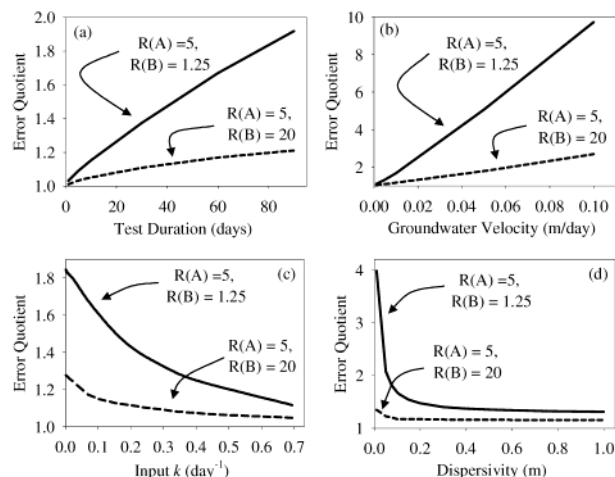 (a)
R(A) =5,
R(B) = 1.25
R(A) = 5,
R(B) = 20
Error Quotient
2.0
1.8
1.6
1.4
1.2
1.0
0 20 40 60 80
Test Duration (days)
(b)
R(A) =5,
R(B) = 1.25
R(A) = 5,
R(B) = 20
Error Quotient
10
8
6
4
2
0.00 0.02 0.04 0.06 0.08 0.10
Groundwater Velocity (m/day)
(c)
R(A) =5,
R(B) = 1.25
R(A) = 5,
R(B) = 20
Error Quotient
1.8
1.6
1.4
1.2
1.0
0.0 0.1 0.2 0.3 0.4 0.5 0.6 0.7
Input k (day⁻¹)
(d)
R(A) =5,
R(B) = 1.25
R(A) = 5,
R(B) = 20
Error Quotient
4
3
2
1
0.0 0.2 0.4 0.6 0.8 1.0
Dispersivity (m)